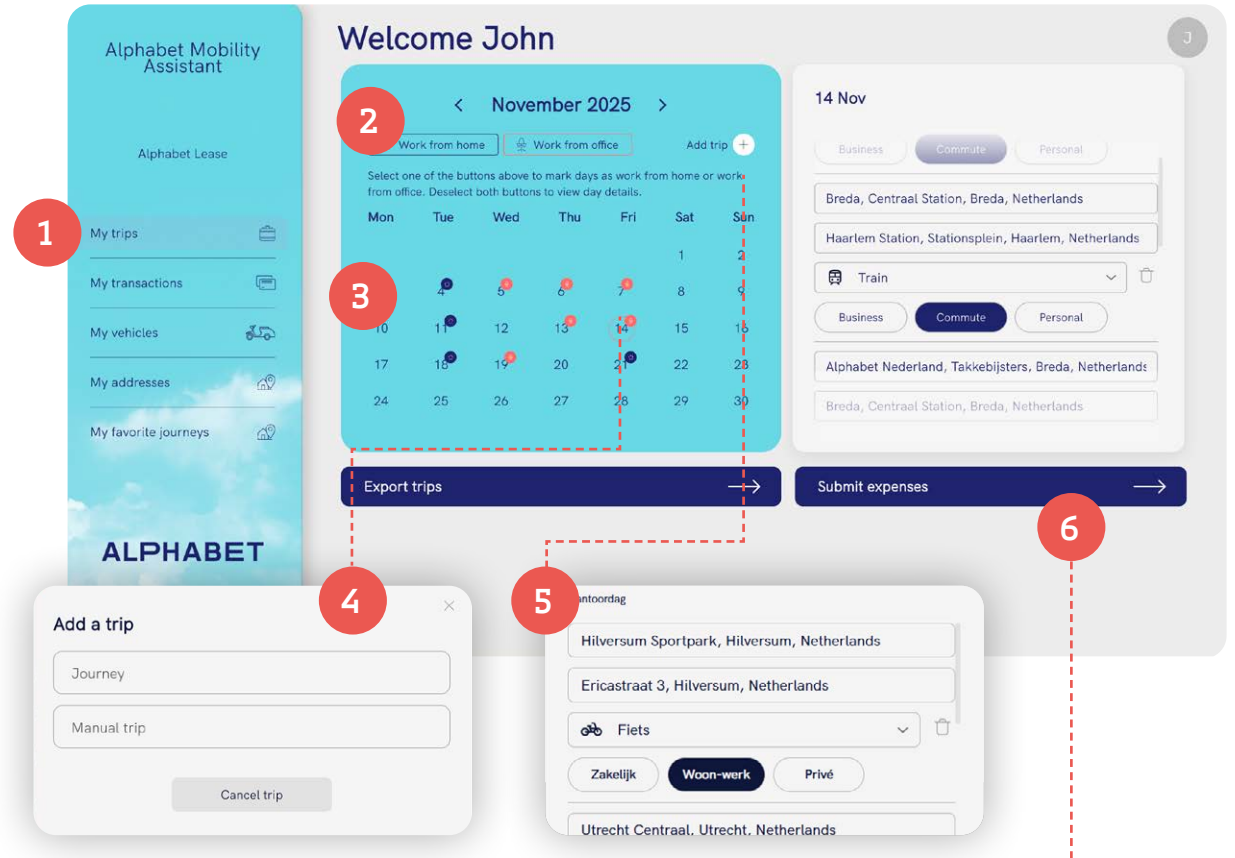 Alphabet Mobility
Assistant
Alphabet Lease
1
My trips
My transactions
My vehicles
My addresses
My favorite journeys
ALPHABET
Welcome John
J
< November 2025 >
2
Work from home
Work from office
Add trip +
Select one of the buttons above to mark days as work from home or work
from office. Deselect both buttons to view day details.
Mon Tue Wed Thu Fri Sat Sun
1 2
3
4 5 6 7 8 9
10 11 12 13 14 15 16
17 18 19 20 21 22 23
24 25 26 27 28 29 30
Export trips
14 Nov
Business Commute Personal
Breda, Centraal Station, Breda, Netherlands
Haarlem Station, Stationsplein, Haarlem, Netherlands
Train
Business Commute Personal
Alphabet Nederland, Takkebijsters, Breda, Netherlands
Breda, Centraal Station, Breda, Netherlands
Submit expenses
6
4
Add a trip
Journey
Manual trip
Cancel trip
5
antoordag
Hilversum Sportpark, Hilversum, Netherlands
Ericastraat 3, Hilversum, Netherlands
Fiets
Zakelijk Woon-werk Privé
Utrecht Centraal, Utrecht, Netherlands